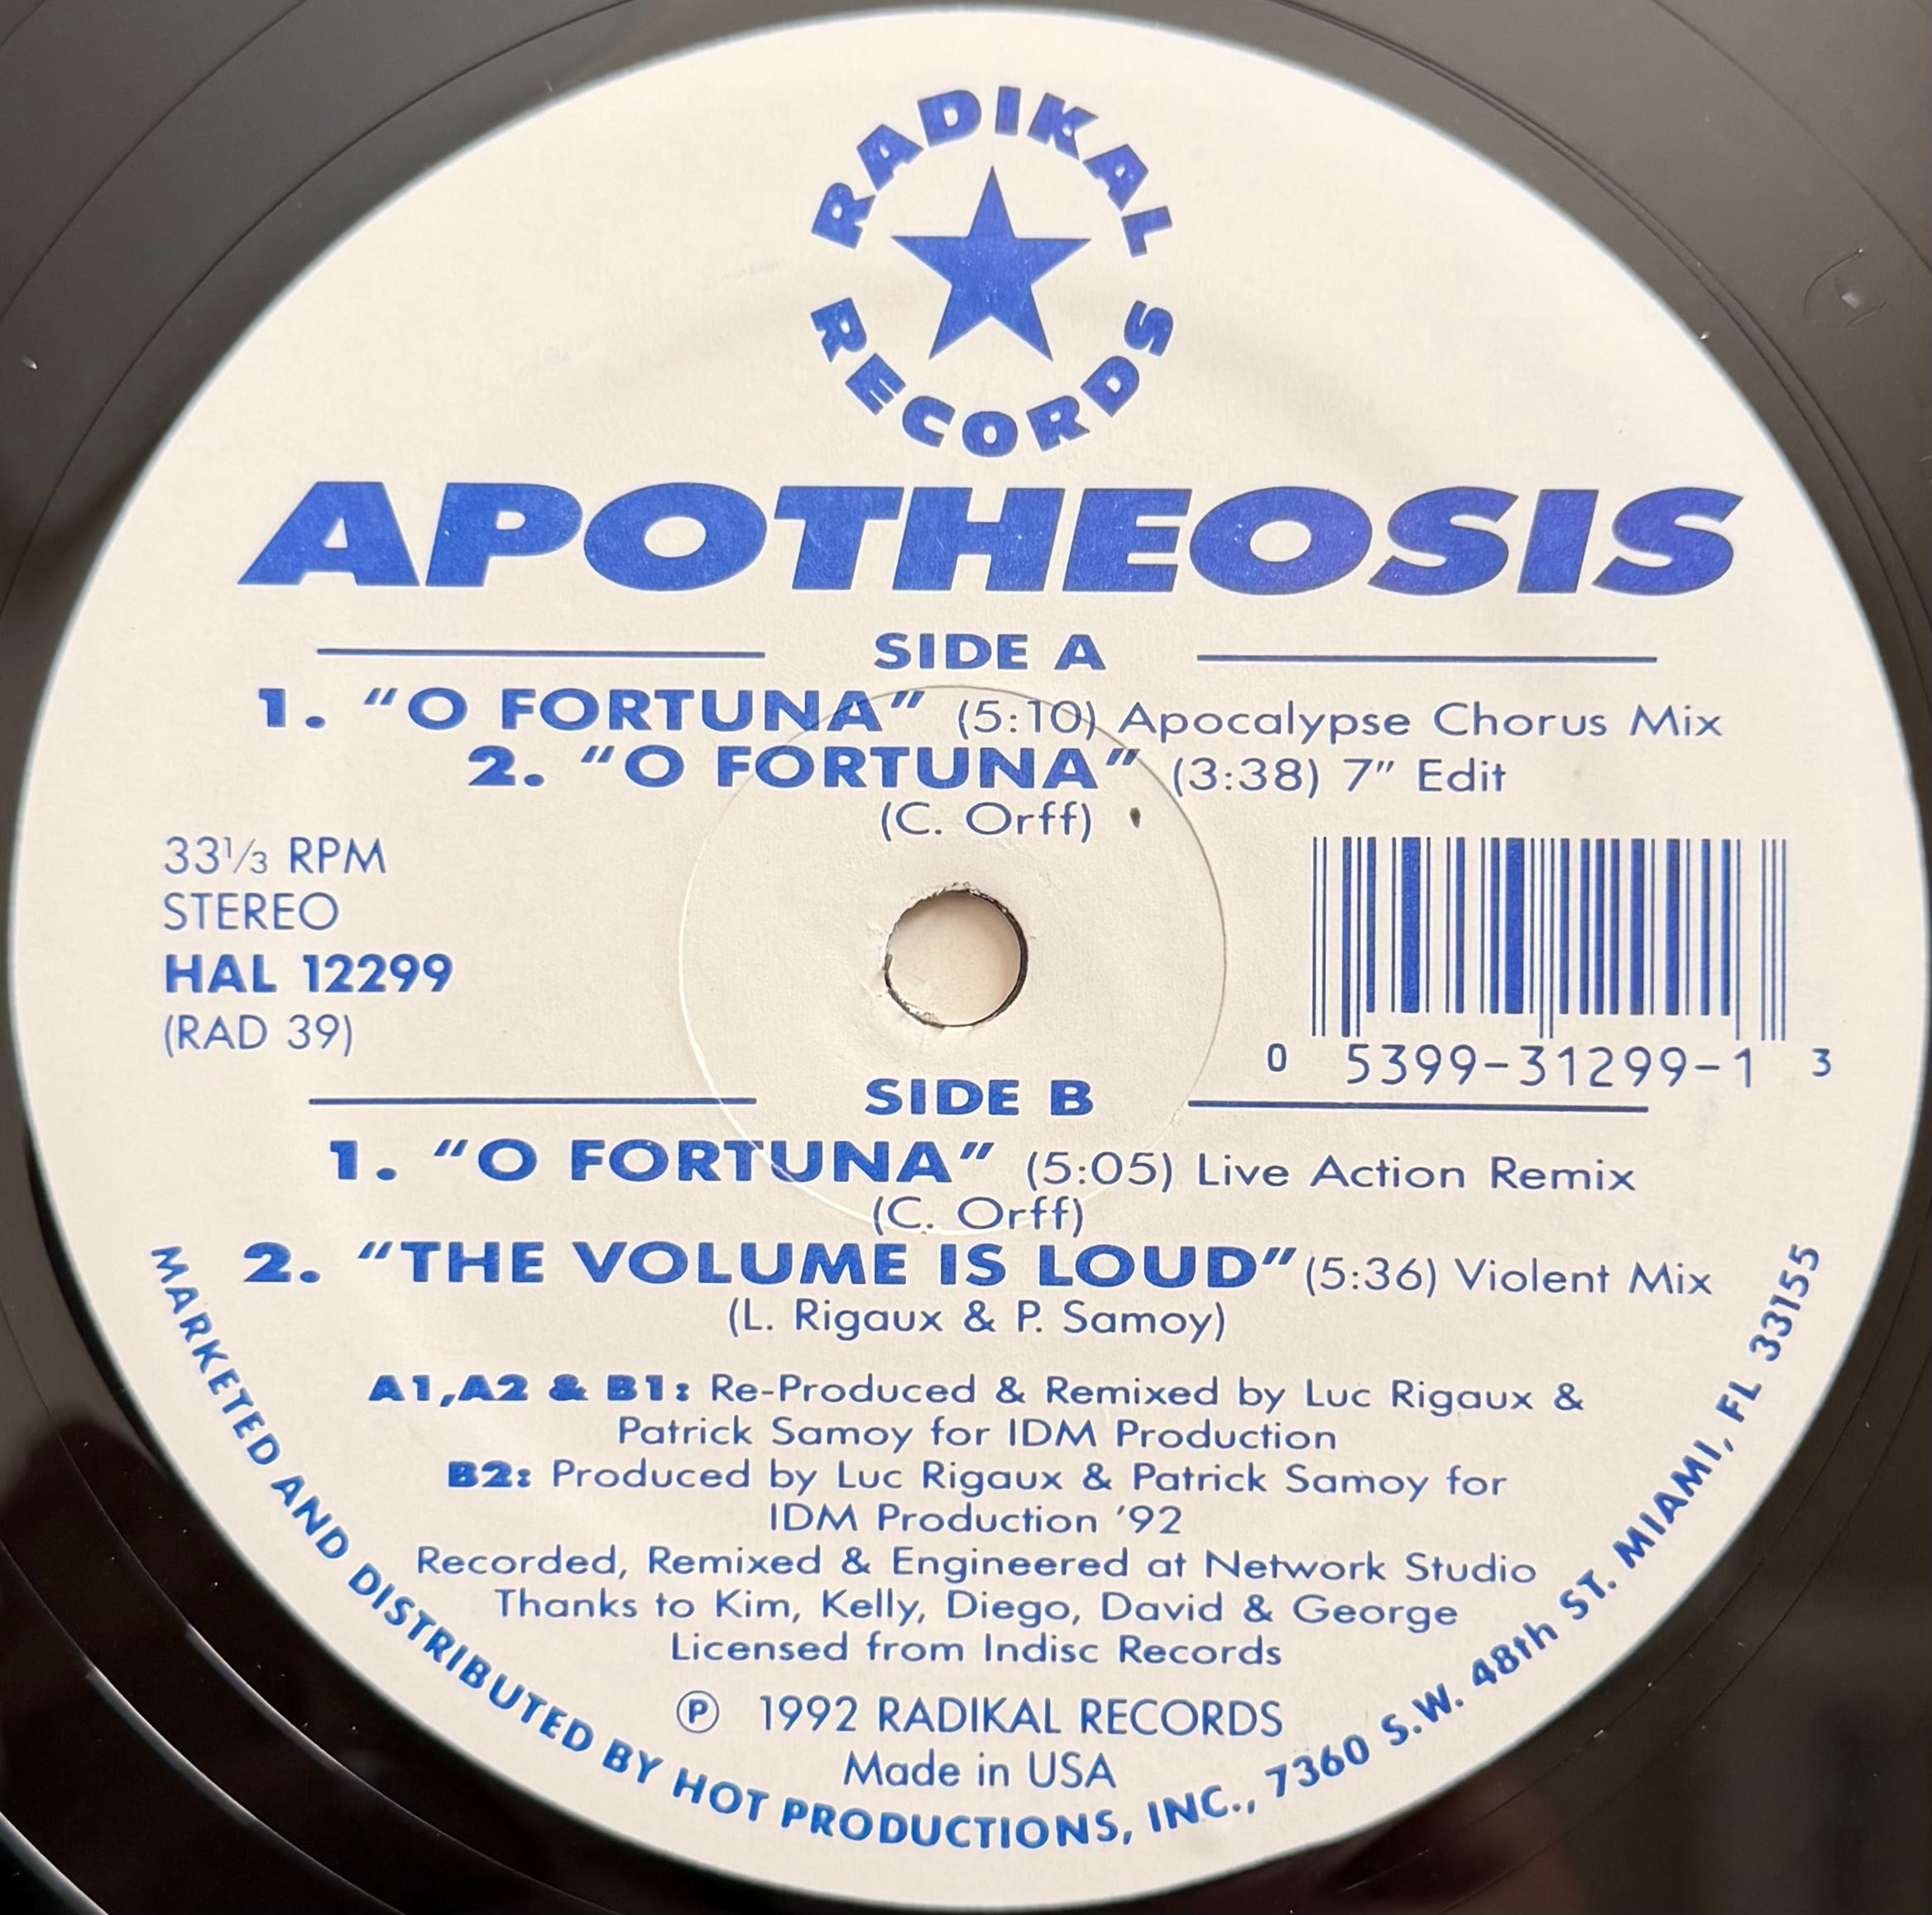 RADIKAL RECORDS
APOTHEOSIS
SIDE A
1. "O FORTUNA" (5:10) Apocalypse Chorus Mix
2. "O FORTUNA" (3:38) 7" Edit
(C. Orff)
33⅓ RPM
STEREO
HAL 12299
(RAD 39)
0 5399-31299-1 3
SIDE B
1. "O FORTUNA" (5:05) Live Action Remix
(C. Orff)
2. "THE VOLUME IS LOUD" (5:36) Violent Mix
(L. Rigaux & P. Samoy)
A1,A2 & B1: Re-Produced & Remixed by Luc Rigaux &
Patrick Samoy for IDM Production
B2: Produced by Luc Rigaux & Patrick Samoy for
IDM Production '92
Recorded, Remixed & Engineered at Network Studio
Thanks to Kim, Kelly, Diego, David & George
Licensed from Indisc Records
Ⓟ 1992 RADIKAL RECORDS
Made in USA
MARKETED AND DISTRIBUTED BY HOT PRODUCTIONS, INC., 7360 S.W. 48th ST. MIAMI, FL 33155